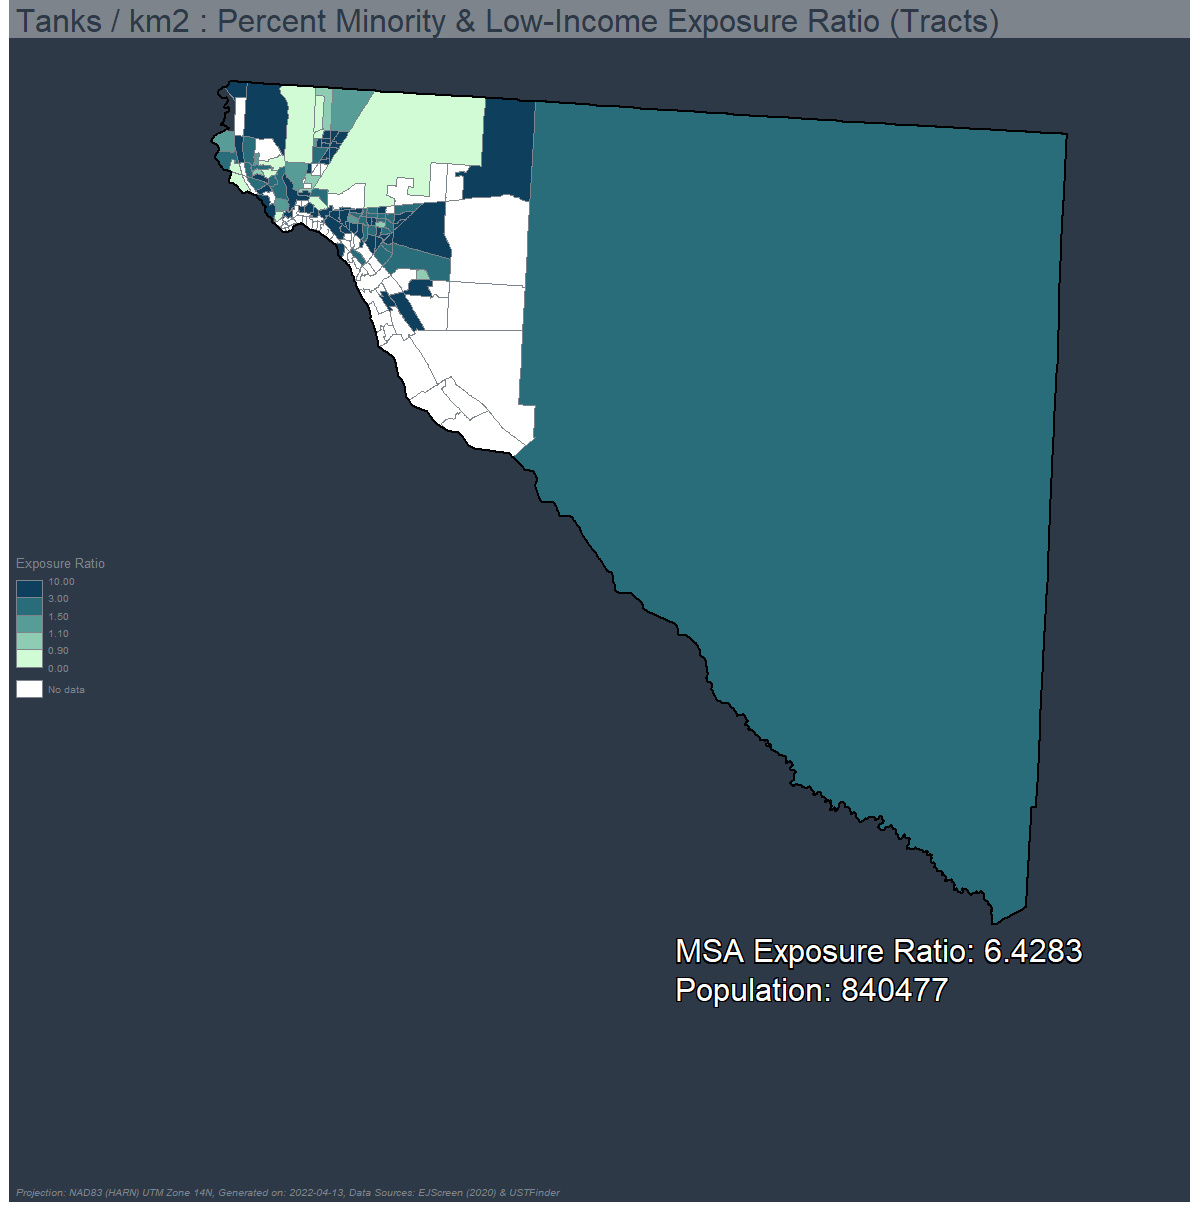 Tanks / km2 : Percent Minority & Low-Income Exposure Ratio (Tracts)
Exposure Ratio
10.00
3.00
1.50
1.10
0.90
0.00
No data
MSA Exposure Ratio: 6.4283
Population: 840477
Projection: NAD83 (HARN) UTM Zone 14N, Generated on: 2022-04-13, Data Sources: EJScreen (2020) & USTFinder